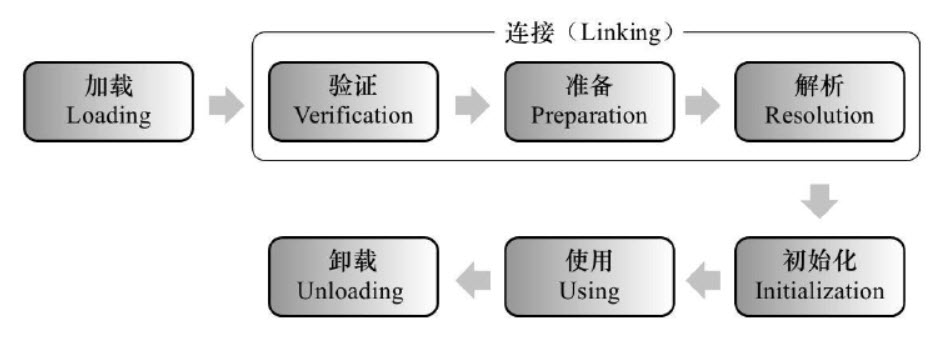 连接（Linking）
加载
Loading
验证
Verification
准备
Preparation
解析
Resolution
初始化
Initialization
使用
Using
卸载
Unloading